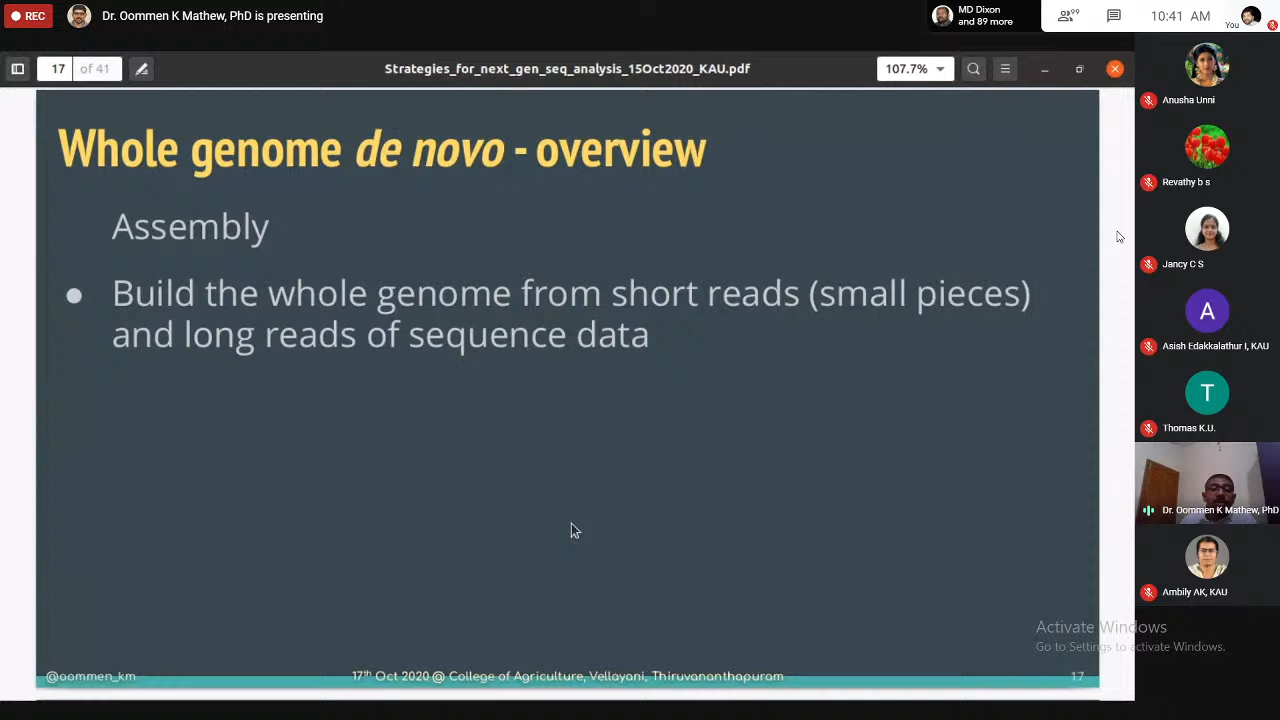 REC
Dr. Oommen K Mathew, PhD is presenting
MD Dixon
and 89 more
99
10:41 AM
You
17 of 41
Strategies_for_next_gen_seq_analysis_15Oct2020_KAU.pdf
107.7%
Whole genome de novo - overview
Assembly
● Build the whole genome from short reads (small pieces)
and long reads of sequence data
@oommen_km
17th Oct 2020 @ College of Agriculture, Vellayani, Thiruvananthapuram
17
Anusha Unni
Revathy b s
Jancy C S
A
Asish Edakkalathur I, KAU
T
Thomas K.U.
Dr. Oommen K Mathew, PhD
Ambily AK, KAU
Activate Windows
Go to Settings to activate Windows.